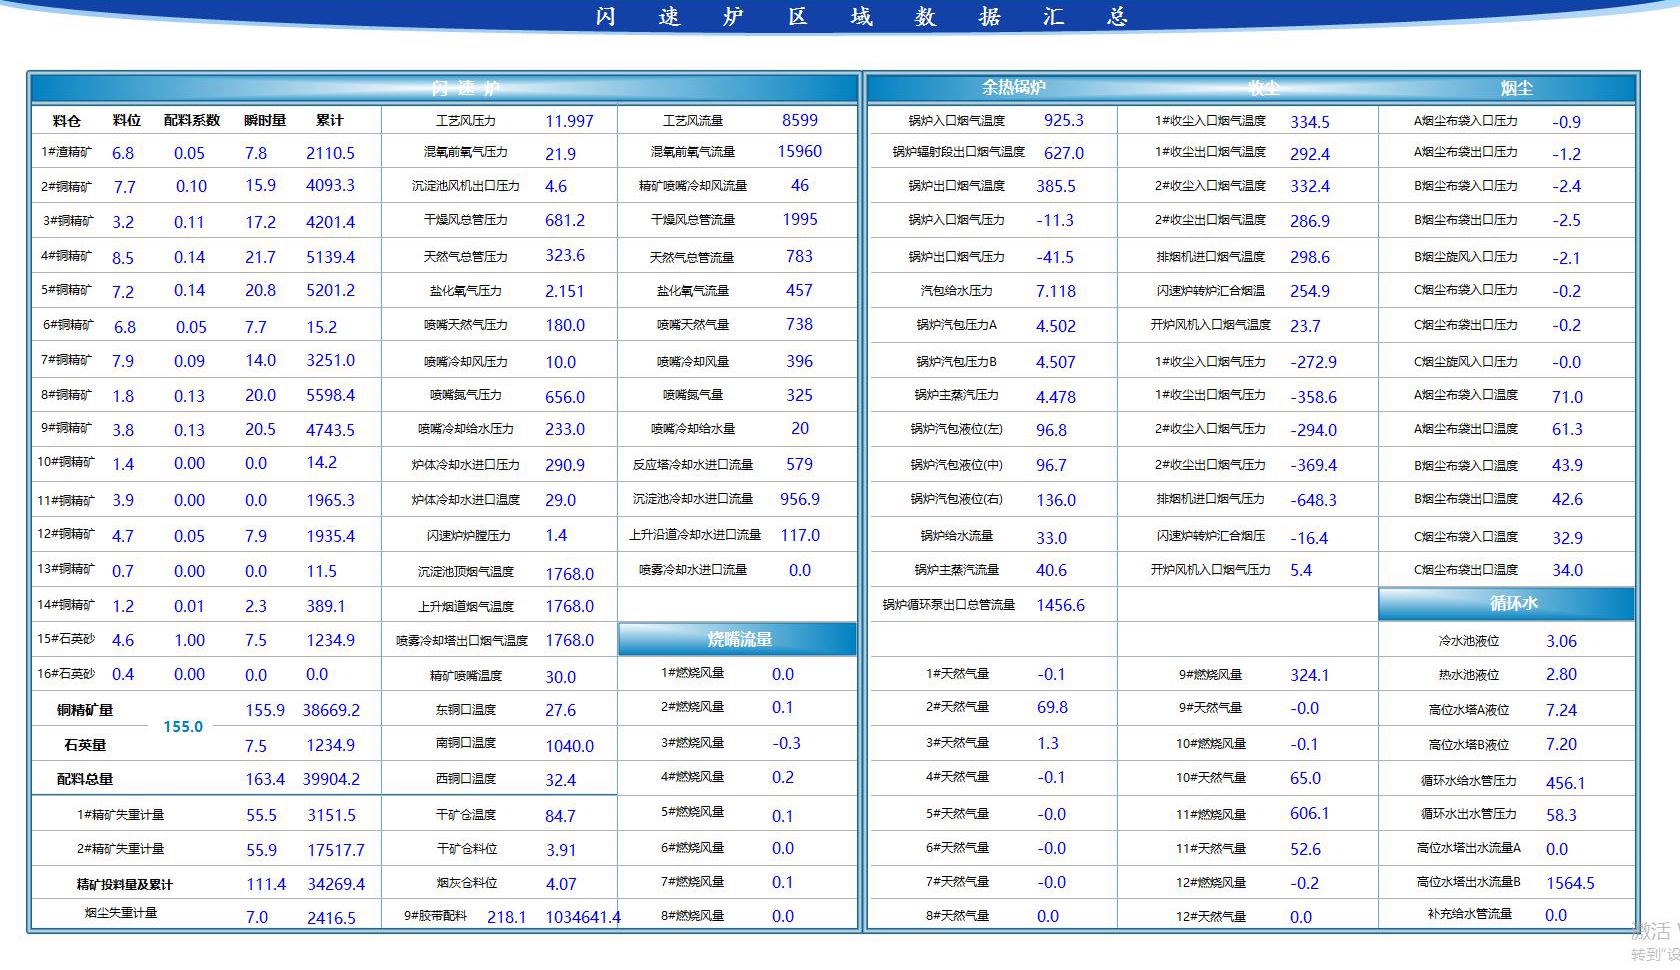 闪 速 炉 区 域 数 据 汇 总
闪 速 炉 余热锅炉 收尘 烟尘
料仓 料位 配料系数 瞬时量 累计 工艺风压力 11.997 工艺风流量 8599 锅炉入口烟气温度 925.3 1#收尘入口烟气温度 334.5 A烟尘布袋入口压力 -0.9
1#渣精矿 6.8 0.05 7.8 2110.5 混氧前氧气压力 21.9 混氧前氧气流量 15960 锅炉辐射段出口烟气温度 627.0 1#收尘出口烟气温度 292.4 A烟尘布袋出口压力 -1.2
2#铜精矿 7.7 0.10 15.9 4093.3 沉淀池风机出口压力 4.6 精矿喷嘴冷却风流量 46 锅炉出口烟气温度 385.5 2#收尘入口烟气温度 332.4 B烟尘布袋入口压力 -2.4
3#铜精矿 3.2 0.11 17.2 4201.4 干燥风总管压力 681.2 干燥风总管流量 1995 锅炉入口烟气压力 -11.3 2#收尘出口烟气温度 286.9 B烟尘布袋出口压力 -2.5
4#铜精矿 8.5 0.14 21.7 5139.4 天然气总管压力 323.6 天然气总管流量 783 锅炉出口烟气压力 -41.5 排烟机进口烟气温度 298.6 B烟尘旋风入口压力 -2.1
5#铜精矿 7.2 0.14 20.8 5201.2 盐化氧气压力 2.151 盐化氧气流量 457 汽包给水压力 7.118 闪速炉转炉汇合烟温 254.9 C烟尘布袋入口压力 -0.2
6#铜精矿 6.8 0.05 7.7 15.2 喷嘴天然气压力 180.0 喷嘴天然气量 738 锅炉汽包压力A 4.502 开炉风机入口烟气温度 23.7 C烟尘布袋出口压力 -0.2
7#铜精矿 7.9 0.09 14.0 3251.0 喷嘴冷却风压力 10.0 喷嘴冷却风量 396 锅炉汽包压力B 4.507 1#收尘入口烟气压力 -272.9 C烟尘旋风入口压力 -0.0
8#铜精矿 1.8 0.13 20.0 5598.4 喷嘴氮气压力 656.0 喷嘴氮气量 325 锅炉主蒸汽压力 4.478 1#收尘出口烟气压力 -358.6 A烟尘布袋入口温度 71.0
9#铜精矿 3.8 0.13 20.5 4743.5 喷嘴冷却给水压力 233.0 喷嘴冷却给水量 20 锅炉汽包液位(左) 96.8 2#收尘入口烟气压力 -294.0 A烟尘布袋出口温度 61.3
10#铜精矿 1.4 0.00 0.0 14.2 炉体冷却水进口压力 290.9 反应塔冷却水进口流量 579 锅炉汽包液位(中) 96.7 2#收尘出口烟气压力 -369.4 B烟尘布袋入口温度 43.9
11#铜精矿 3.9 0.00 0.0 1965.3 炉体冷却水进口温度 29.0 沉淀池冷却水进口流量 956.9 锅炉汽包液位(右) 136.0 排烟机进口烟气压力 -648.3 B烟尘布袋出口温度 42.6
12#铜精矿 4.7 0.05 7.9 1935.4 闪速炉炉膛压力 1.4 上升沿道冷却水进口流量 117.0 锅炉给水流量 33.0 闪速炉转炉汇合烟压 -16.4 C烟尘布袋入口温度 32.9
13#铜精矿 0.7 0.00 0.0 11.5 沉淀池顶烟气温度 1768.0 喷雾冷却水进口流量 0.0 锅炉主蒸汽流量 40.6 开炉风机入口烟气压力 5.4 C烟尘布袋出口温度 34.0
14#铜精矿 1.2 0.01 2.3 389.1 上升烟道烟气温度 1768.0 锅炉循环泵出口总管流量 1456.6 循环水
15#石英砂 4.6 1.00 7.5 1234.9 喷雾冷却塔出口烟气温度 1768.0 烧嘴流量 冷水池液位 3.06
16#石英砂 0.4 0.00 0.0 0.0 精矿喷嘴温度 30.0 1#燃烧风量 0.0 1#天然气量 -0.1 9#燃烧风量 324.1 热水池液位 2.80
铜精矿量 155.9 38669.2 东铜口温度 27.6 2#燃烧风量 0.1 2#天然气量 69.8 9#天然气量 -0.0 高位水塔A液位 7.24
155.0
石英量 7.5 1234.9 南铜口温度 1040.0 3#燃烧风量 -0.3 3#天然气量 1.3 10#燃烧风量 -0.1 高位水塔B液位 7.20
配料总量 163.4 39904.2 西铜口温度 32.4 4#燃烧风量 0.2 4#天然气量 -0.1 10#天然气量 65.0 循环水给水管压力 456.1
1#精矿失重计量 55.5 3151.5 干矿仓温度 84.7 5#燃烧风量 0.1 5#天然气量 -0.0 11#燃烧风量 606.1 循环水出水管压力 58.3
2#精矿失重计量 55.9 17517.7 干矿仓料位 3.91 6#燃烧风量 0.0 6#天然气量 -0.0 11#天然气量 52.6 高位水塔出水流量A 0.0
精矿投料量及累计 111.4 34269.4 烟灰仓料位 4.07 7#燃烧风量 0.1 7#天然气量 -0.0 12#燃烧风量 -0.2 高位水塔出水流量B 1564.5
烟尘失重计量 7.0 2416.5 9#胶带配料 218.1 1034641.4 8#燃烧风量 0.0 8#天然气量 0.0 12#天然气量 0.0 补充给水管流量 0.0
激活 W
转到"设